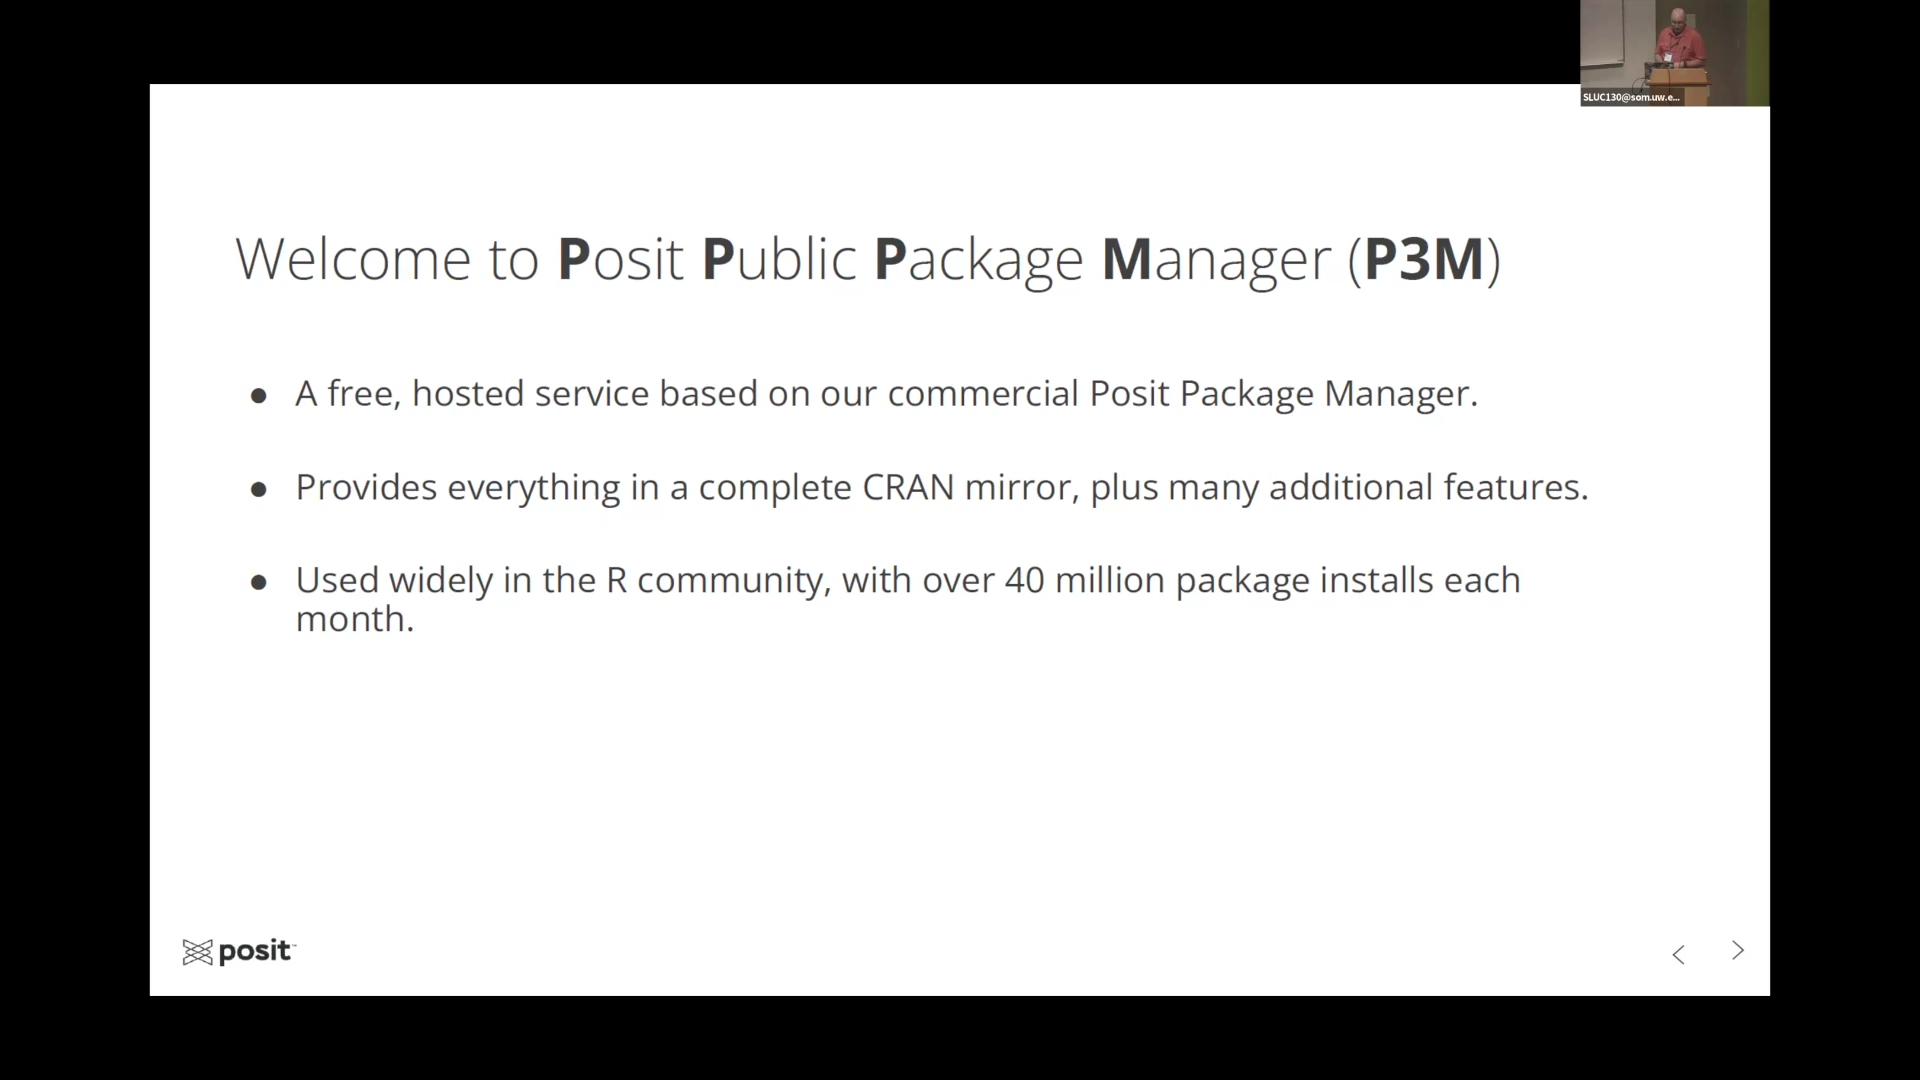 SLUC130@som.uw.e...
Welcome to Posit Public Package Manager (P3M)
● A free, hosted service based on our commercial Posit Package Manager.
● Provides everything in a complete CRAN mirror, plus many additional features.
● Used widely in the R community, with over 40 million package installs each
month.
posit™